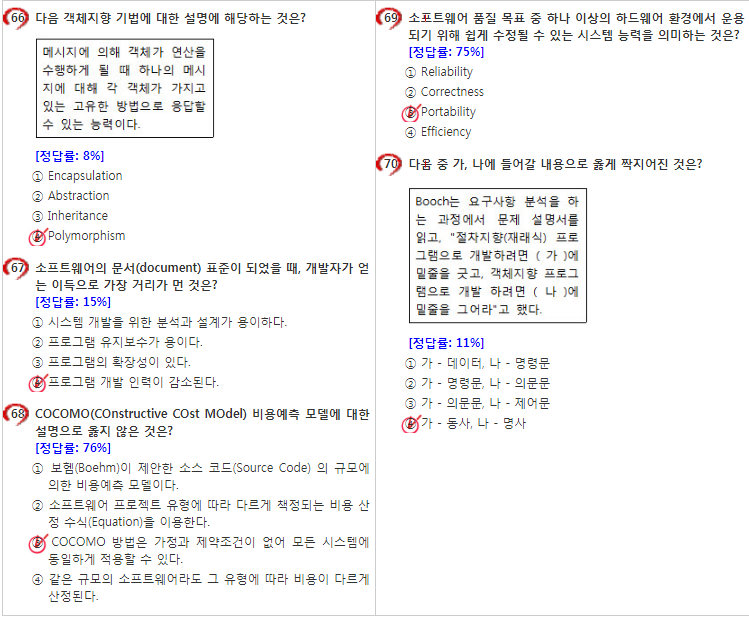 66 다음 객체지향 기법에 대한 설명에 해당하는 것은?
메시지에 의해 객체가 연산을
수행하게 될 때 하나의 메시
지에 대해 각 객체가 가지고
있는 고유한 방법으로 응답할
수 있는 능력이다.
[정답률: 8%]
① Encapsulation
② Abstraction
③ Inheritance
④ Polymorphism
67 소프트웨어의 문서(document) 표준이 되었을 때, 개발자가 얻
는 이득으로 가장 거리가 먼 것은?
[정답률: 15%]
① 시스템 개발을 위한 분석과 설계가 용이하다.
② 프로그램 유지보수가 용이다.
③ 프로그램의 확장성이 있다.
④ 프로그램 개발 인력이 감소된다.
68 COCOMO(COnstructive COst MOdel) 비용예측 모델에 대한
설명으로 옳지 않은 것은?
[정답률: 76%]
① 보헴(Boehm)이 제안한 소스 코드(Source Code) 의 규모에
의한 비용예측 모델이다.
② 소프트웨어 프로젝트 유형에 따라 다르게 책정되는 비용 산
정 수식(Equation)을 이용한다.
③ COCOMO 방법은 가정과 제약조건이 없어 모든 시스템에
동일하게 적용할 수 있다.
④ 같은 규모의 소프트웨어라도 그 유형에 따라 비용이 다르게
산정된다.
69 소프트웨어 품질 목표 중 하나 이상의 하드웨어 환경에서 운용
되기 위해 쉽게 수정될 수 있는 시스템 능력을 의미하는 것은?
[정답률: 75%]
① Reliability
② Correctness
③ Portability
④ Efficiency
70 다음 중 가, 나에 들어갈 내용으로 옳게 짝지어진 것은?
Booch는 요구사항 분석을 하
는 과정에서 문제 설명서를
읽고, "절차지향(재래식) 프로
그램으로 개발하려면 ( 가 )에
밑줄을 긋고, 객체지향 프로그
램으로 개발 하려면 ( 나 )에
밑줄을 그어라"고 했다.
[정답률: 11%]
① 가 - 데이터, 나 - 명령문
② 가 - 명령문, 나 - 의문문
③ 가 - 의문문, 나 - 제어문
④ 가 - 동사, 나 - 명사